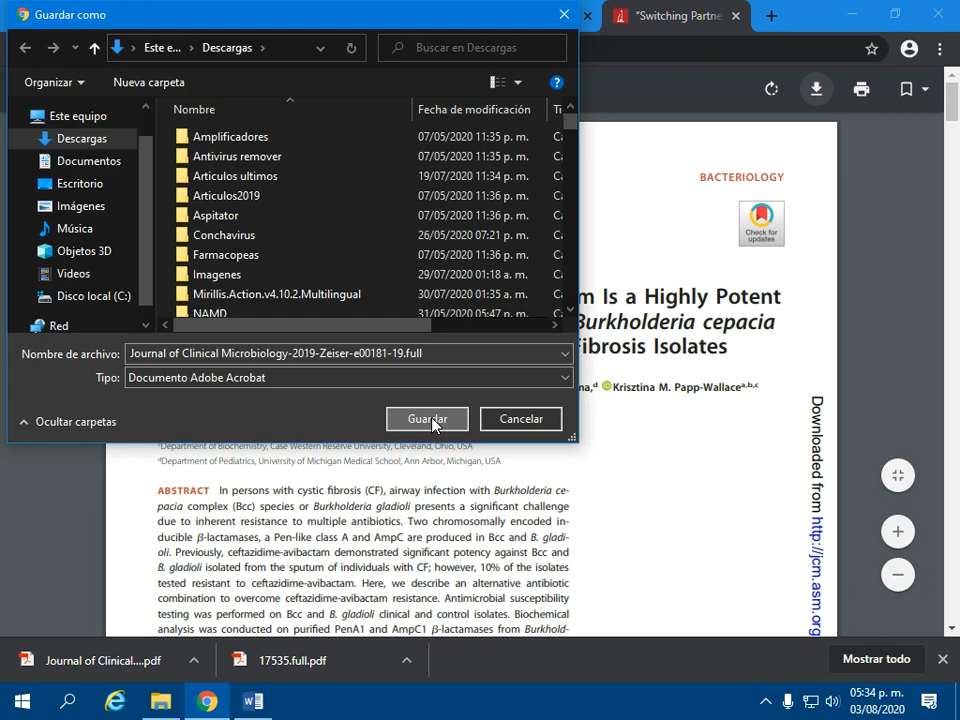 Guardar como
"Switching Partne
Este e...
Descargas
Buscar en Descargas
Organizar
Nueva carpeta
Este equipo
Descargas
Documentos
Escritorio
Imágenes
Música
Objetos 3D
Videos
Disco local (C:)
Red
Nombre
Fecha de modificación
Ti
Amplificadores 07/05/2020 11:35 p. m.
Antivirus remover 07/05/2020 11:35 p. m.
Articulos ultimos 19/07/2020 11:34 p. m.
Articulos2019 07/05/2020 11:36 p. m.
Aspitator 07/05/2020 11:36 p. m.
Conchavirus 26/05/2020 07:21 p. m.
Farmacopeas 07/05/2020 11:36 p. m.
Imagenes 29/07/2020 01:18 a. m.
Mirillis.Action.v4.10.2.Multilingual 30/07/2020 01:35 a. m.
NAMD 31/05/2020 05:47 p. m.
Nombre de archivo: Journal of Clinical Microbiology-2019-Zeiser-e00181-19.full
Tipo: Documento Adobe Acrobat
Ocultar carpetas
Guardar
Cancelar
BACTERIOLOGY
Check for
updates
m Is a Highly Potent
Burkholderia cepacia
ibrosis Isolates
ma,d Krisztina M. Papp-Wallacea,b,c
cDepartment of Biochemistry, Case Western Reserve University, Cleveland, Ohio, USA
dDepartment of Pediatrics, University of Michigan Medical School, Ann Arbor, Michigan, USA
ABSTRACT In persons with cystic fibrosis (CF), airway infection with Burkholderia ce-
pacia complex (Bcc) species or Burkholderia gladioli presents a significant challenge
due to inherent resistance to multiple antibiotics. Two chromosomally encoded in-
ducible β-lactamases, a Pen-like class A and AmpC are produced in Bcc and B. gladi-
oli. Previously, ceftazidime-avibactam demonstrated significant potency against Bcc and
B. gladioli isolated from the sputum of individuals with CF; however, 10% of the isolates
tested resistant to ceftazidime-avibactam. Here, we describe an alternative antibiotic
combination to overcome ceftazidime-avibactam resistance. Antimicrobial susceptibility
testing was performed on Bcc and B. gladioli clinical and control isolates. Biochemical
analysis was conducted on purified PenA1 and AmpC1 β-lactamases from Burkhold-
Downloaded from http://jcm.asm.org
Journal of Clinical....pdf
17535.full.pdf
Mostrar todo
05:34 p. m.
03/08/2020